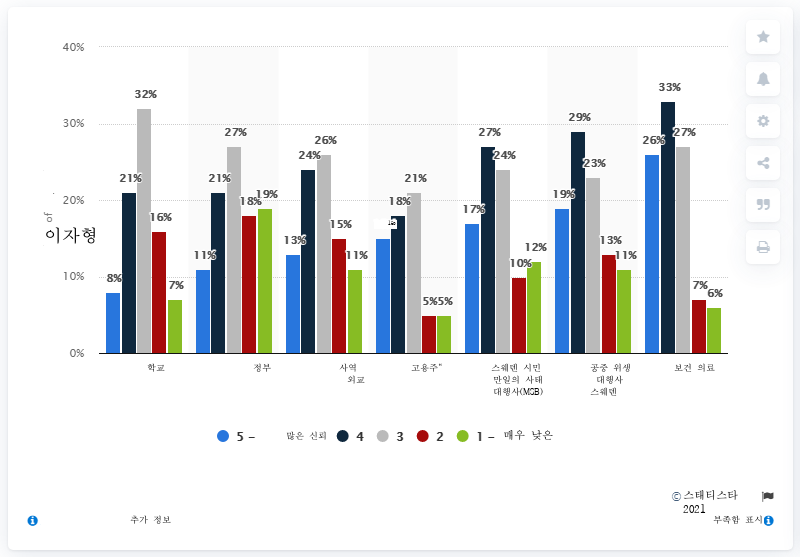 40%
30%
20%
10%
0%
of
이자형
8%
21%
32%
16%
7%
11%
21%
27%
18%
19%
13%
24%
26%
15%
11%
18%
21%
5%
5%
17%
27%
24%
10%
12%
19%
29%
23%
13%
11%
26%
33%
27%
7%
6%
학교
정부
사역
외교
고용주"
스웨덴 시민
만일의 사태
대행사(MSB)
공중 위생
대행사
스웨덴
보건 의료
5 – 많은 신뢰 4 3 2 1 – 매우 낮은
© 스태티스타
2021
추가 정보
부족함 표시